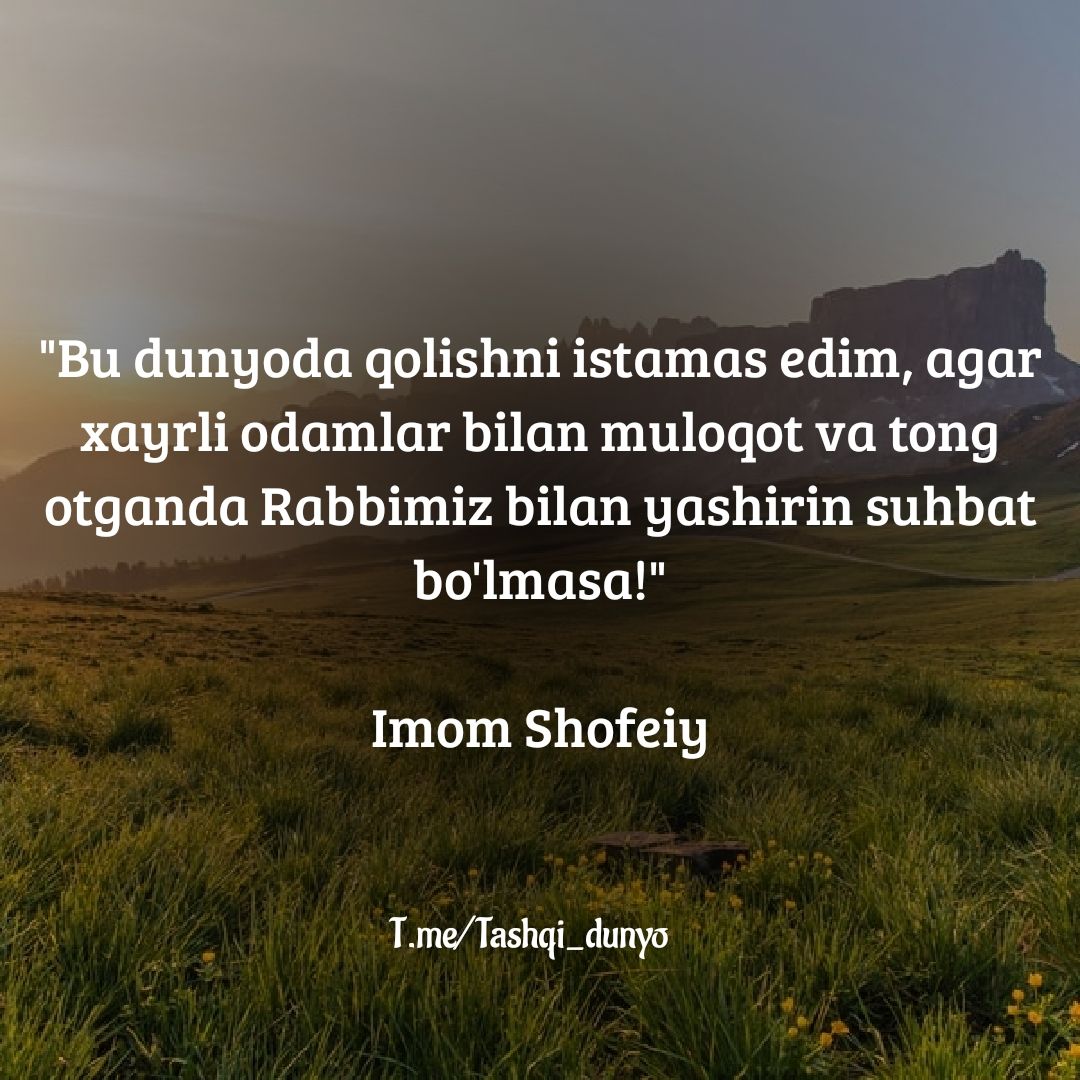 "Bu dunyoda qolishni istamas edim, agar
xayrli odamlar bilan muloqot va tong
otganda Rabbimiz bilan yashirin suhbat
bo'lmasa!"
Imom Shofeiy
T.me/Tashqi_dunyo